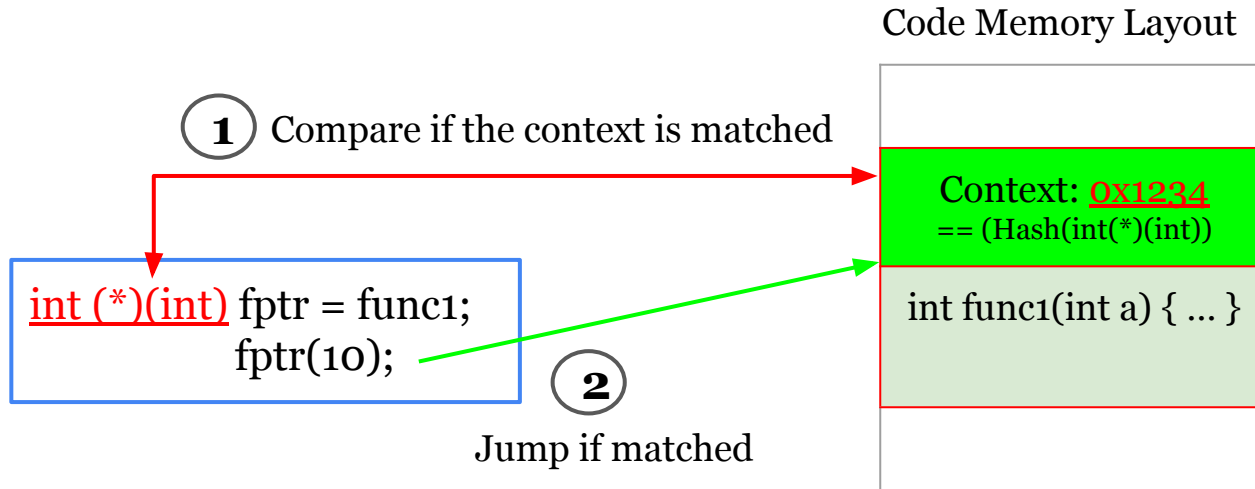 Code Memory Layout
1 Compare if the context is matched
Context: 0x1234
== (Hash(int(*)(int))
int (*)(int) fptr = func1;
fptr(10);
int func1(int a) { ... }
2
Jump if matched